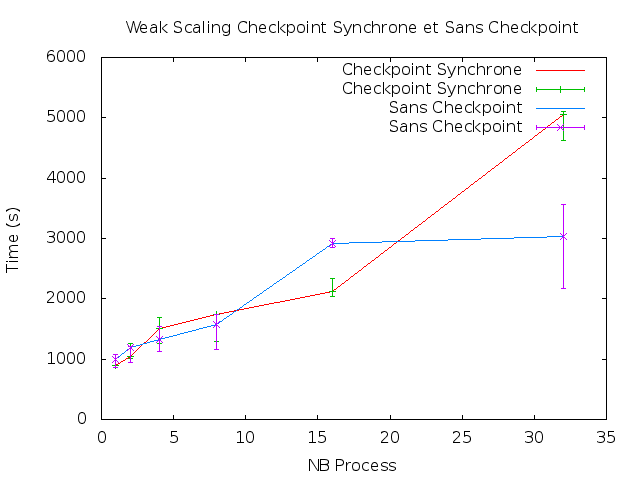 Weak Scaling Checkpoint Synchrone et Sans Checkpoint
6000
5000
4000
3000
2000
1000
0
Time (s)
Checkpoint Synchrone
Checkpoint Synchrone
Sans Checkpoint
Sans Checkpoint
0 5 10 15 20 25 30 35
NB Process